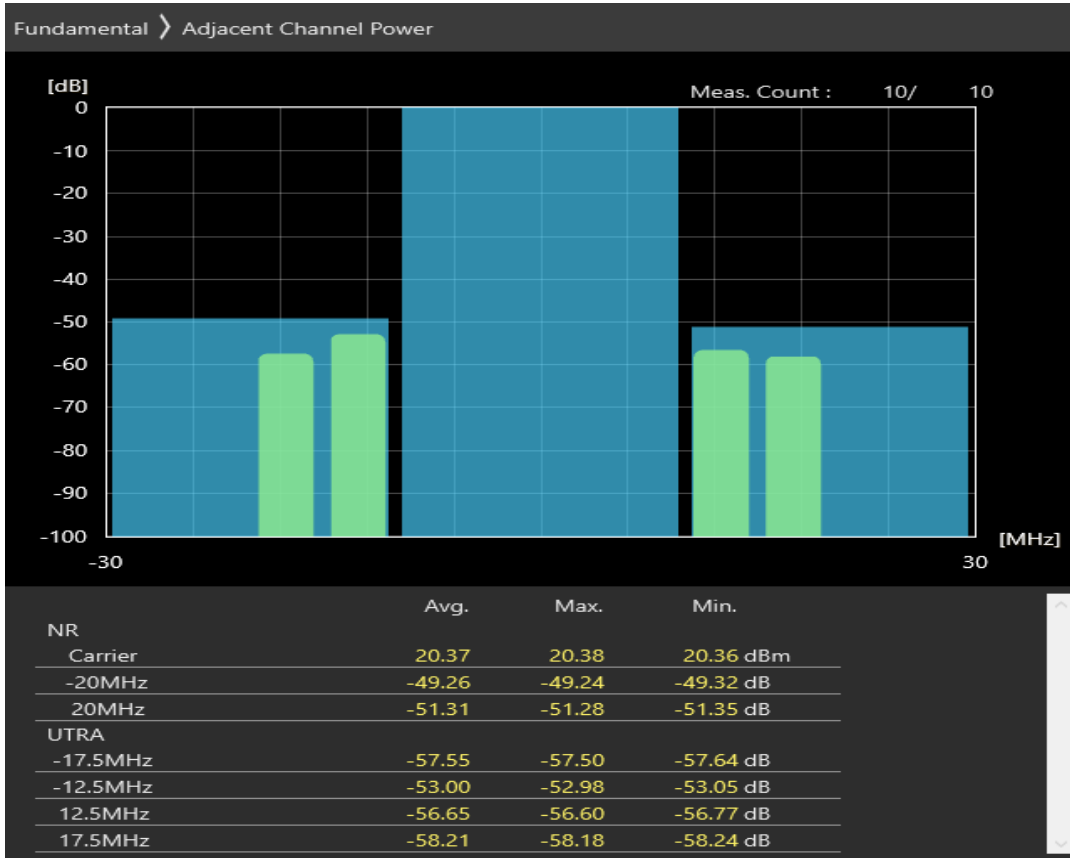 Fundamental ❯ Adjacent Channel Power
[dB]
Meas. Count : 10/ 10
0
-10
-20
-30
-40
-50
-60
-70
-80
-90
-100
[MHz]
-30 30
Avg. Max. Min.
NR
Carrier 20.37 20.38 20.36 dBm
-20MHz -49.26 -49.24 -49.32 dB
20MHz -51.31 -51.28 -51.35 dB
UTRA
-17.5MHz -57.55 -57.50 -57.64 dB
-12.5MHz -53.00 -52.98 -53.05 dB
12.5MHz -56.65 -56.60 -56.77 dB
17.5MHz -58.21 -58.18 -58.24 dB